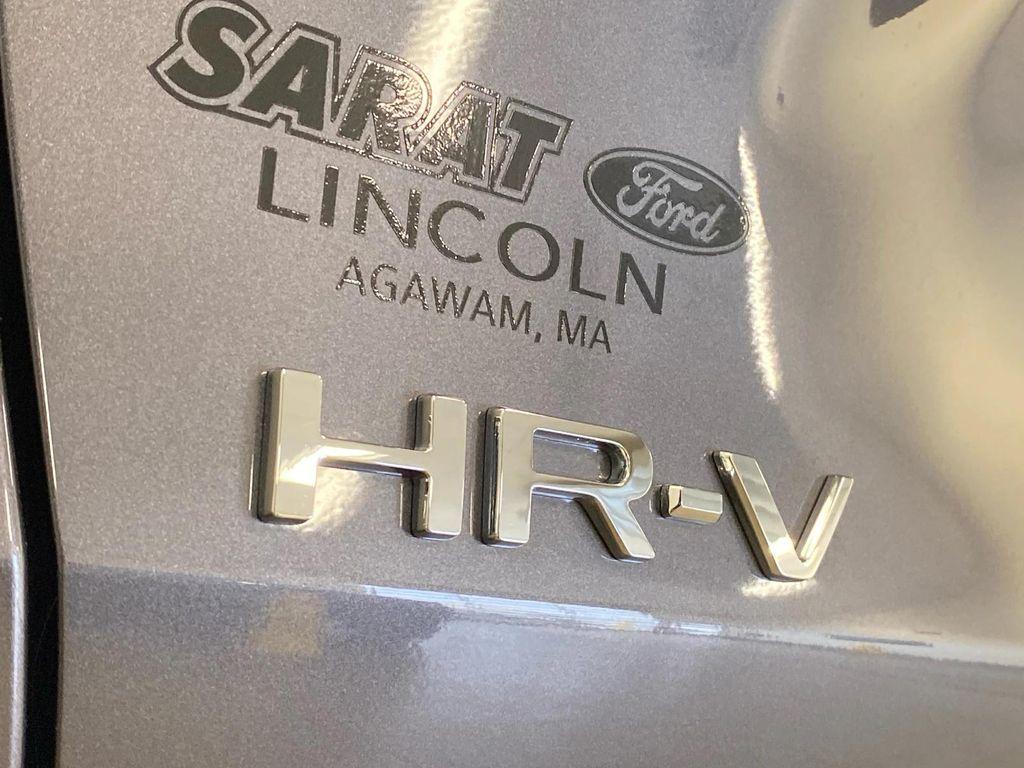 SARAT
Ford
LINCOLN
AGAWAM, MA
HR-V